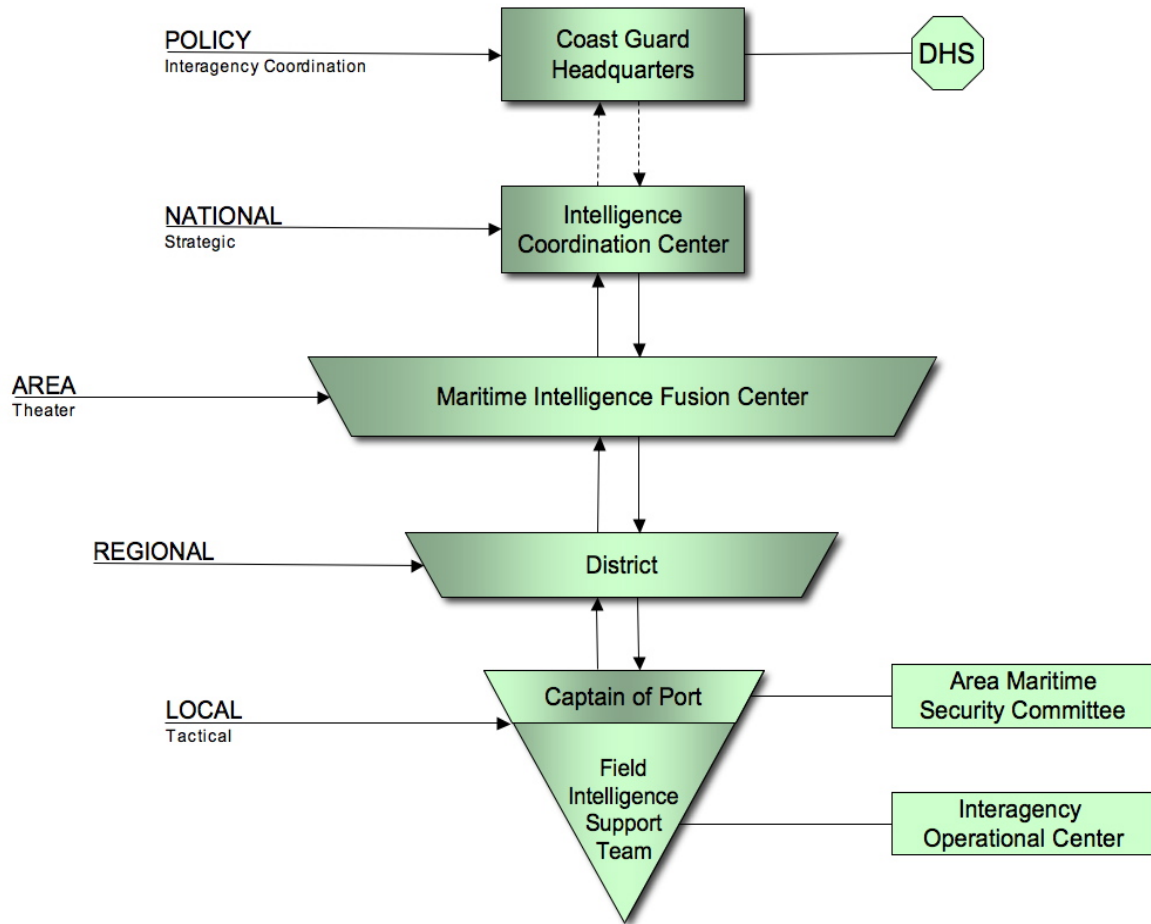 POLICY
Interagency Coordination
Coast Guard
Headquarters
DHS
NATIONAL
Strategic
Intelligence
Coordination Center
AREA
Theater
Maritime Intelligence Fusion Center
REGIONAL
District
LOCAL
Tactical
Captain of Port
Area Maritime
Security Committee
Field
Intelligence
Support
Team
Interagency
Operational Center